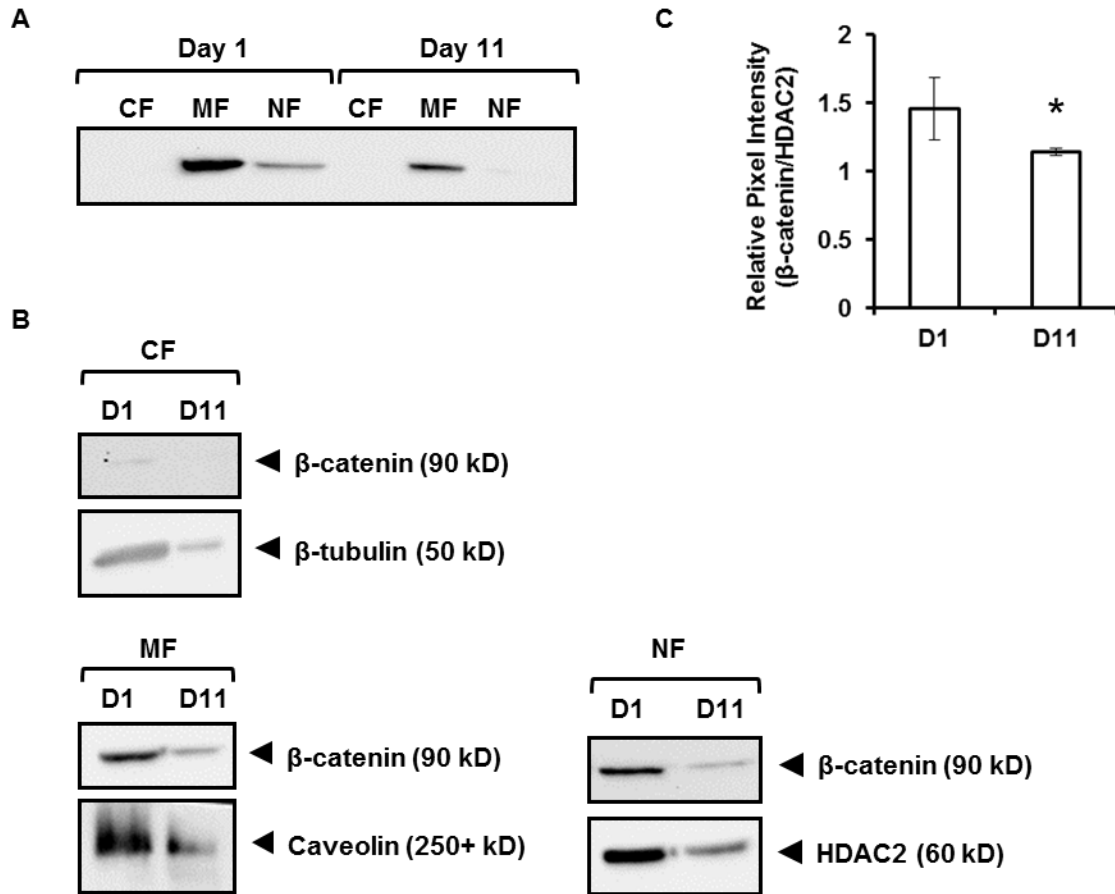 A
Day 1 Day 11
CF MF NF CF MF NF
C
Relative Pixel Intensity
(β-catenin/HDAC2)
2
1.5
1
0.5
0
*
D1 D11
B
CF
D1 D11
β-catenin (90 kD)
β-tubulin (50 kD)
MF
D1 D11
β-catenin (90 kD)
Caveolin (250+ kD)
NF
D1 D11
β-catenin (90 kD)
HDAC2 (60 kD)